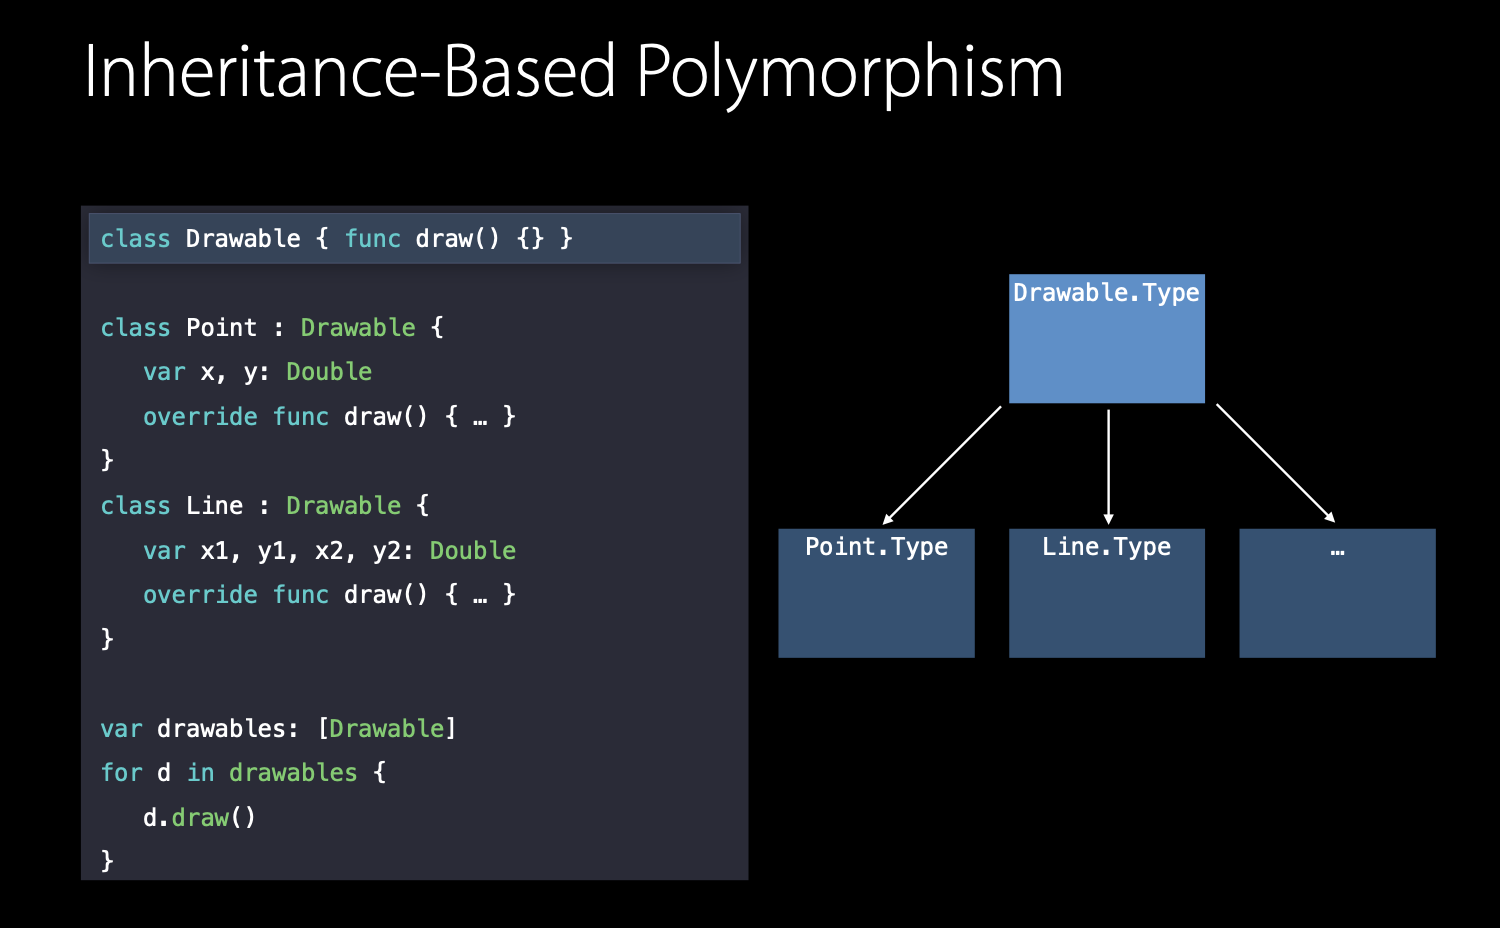 Inheritance-Based Polymorphism
class Drawable { func draw() {} }
class Point : Drawable {
var x, y: Double
override func draw() { … }
}
class Line : Drawable {
var x1, y1, x2, y2: Double
override func draw() { … }
}
var drawables: [Drawable]
for d in drawables {
d.draw()
}
Drawable.Type
Point.Type
Line.Type
…